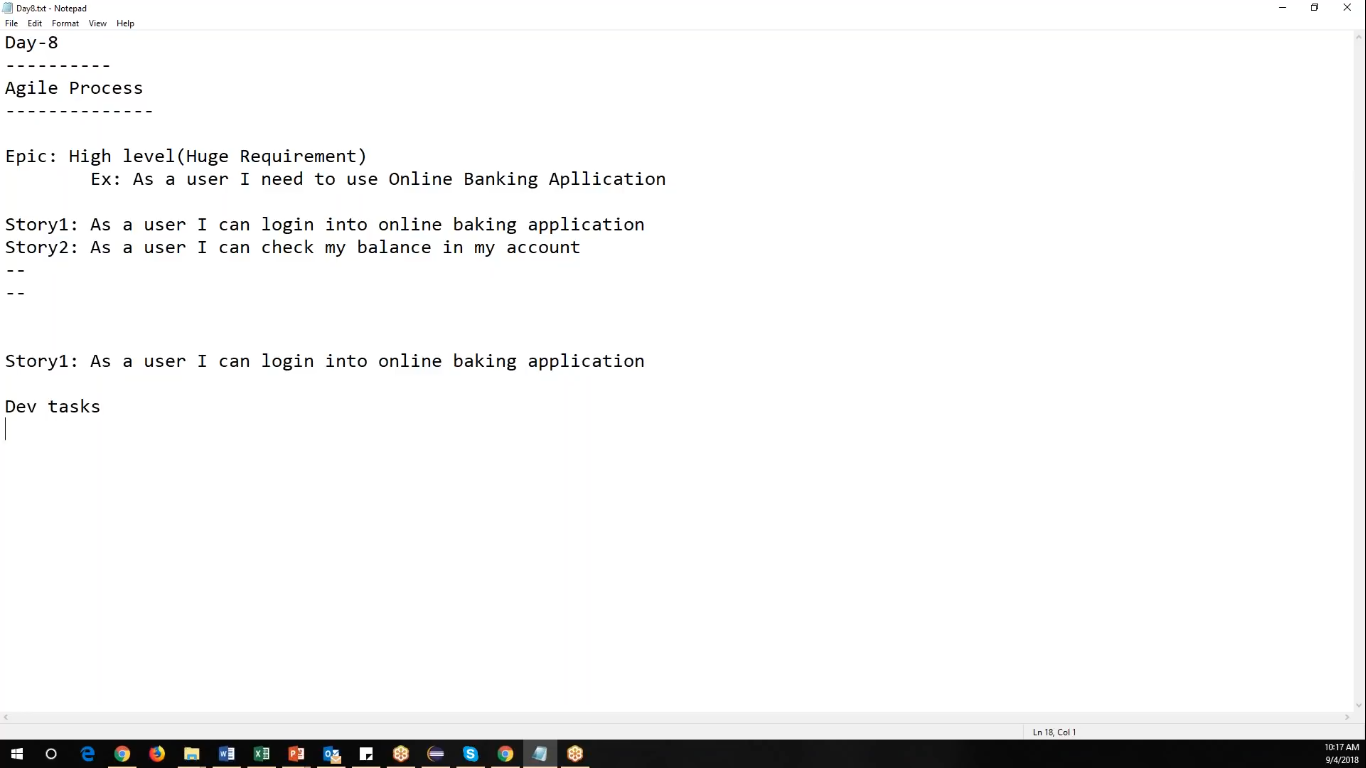 Day8.txt - Notepad
File Edit Format View Help
Day-8
----------
Agile Process
--------------
Epic: High level(Huge Requirement)
Ex: As a user I need to use Online Banking Apllication
Story1: As a user I can login into online baking application
Story2: As a user I can check my balance in my account
--
--
Story1: As a user I can login into online baking application
Dev tasks
Ln 18, Col 1
10:17 AM
9/4/2018